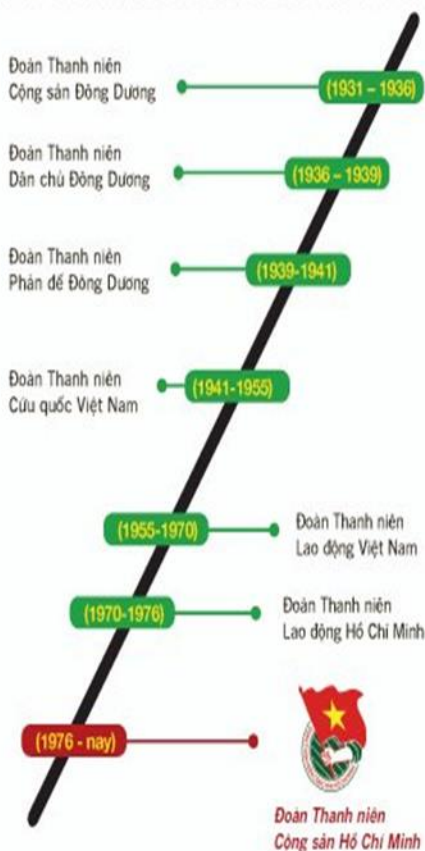 Đoàn Thanh niên
Cộng sản Đông Dương
(1931 – 1936)
Đoàn Thanh niên
Dân chủ Đông Dương
(1936 – 1939)
Đoàn Thanh niên
Phản đế Đông Dương
(1939-1941)
Đoàn Thanh niên
Cứu quốc Việt Nam
(1941-1955)
(1955-1970)
Đoàn Thanh niên
Lao động Việt Nam
(1970-1976)
Đoàn Thanh niên
Lao động Hồ Chí Minh
(1976 - nay)
Đoàn Thanh niên
Cộng sản Hồ Chí Minh